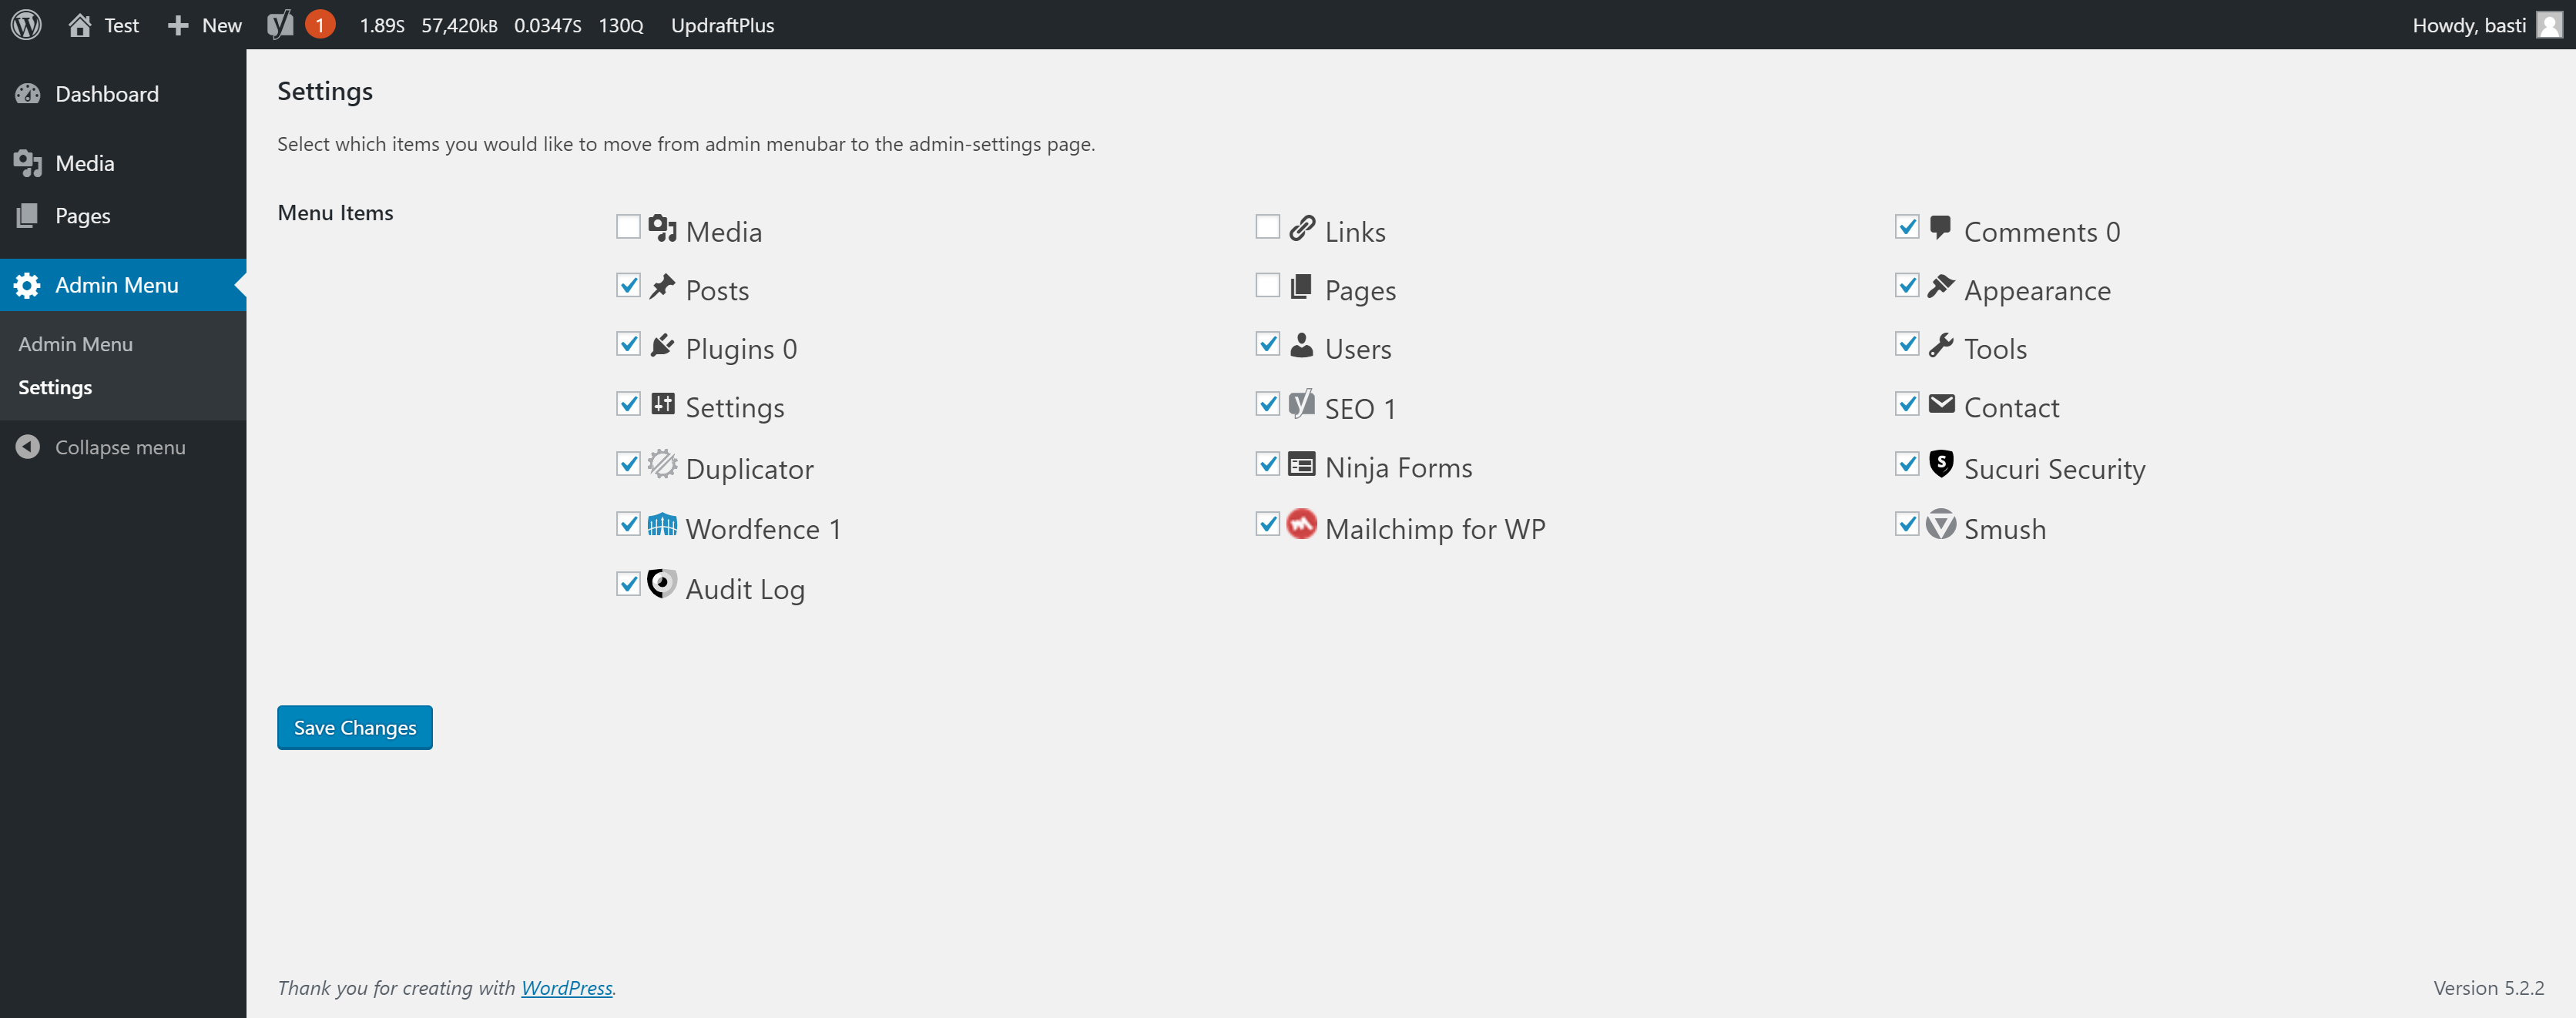 Test New 1 1.89S 57,420kB 0.0347S 130Q UpdraftPlus Howdy, basti
Dashboard
Media
Pages
Admin Menu
Admin Menu
Settings
Collapse menu
Settings
Select which items you would like to move from admin menubar to the admin-settings page.
Menu Items
Media Links Comments 0
Posts Pages Appearance
Plugins 0 Users Tools
Settings SEO 1 Contact
Duplicator Ninja Forms Sucuri Security
Wordfence 1 Mailchimp for WP Smush
Audit Log
Save Changes
Thank you for creating with WordPress. Version 5.2.2